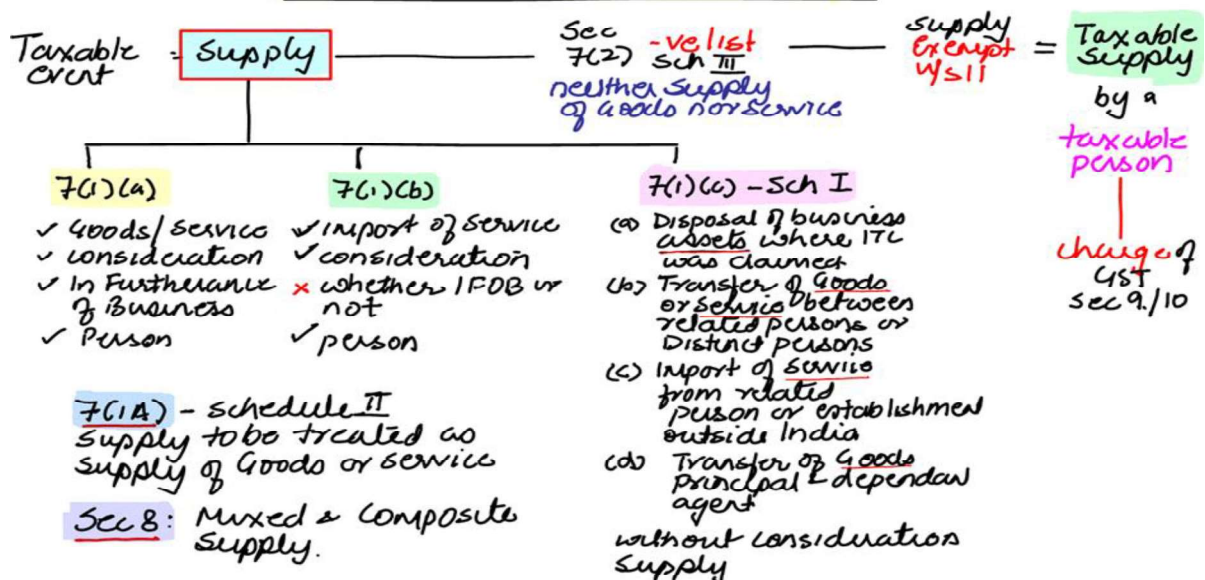 Taxable event = Supply
Sec 7(2) -ve list
Sch III
neither supply
of Goods nor Service
supply
exempt
u/s 11
= Taxable
Supply
by a
taxable
person
charge of
GST
Sec 9./10
7(1)(a)
✓ Goods/Service
✓ consideration
✓ In Furtherance
of Business
✓ Person
7(1)(b)
✓ import of service
✓ consideration
× whether IFOB or
not
✓ person
7(1)(c) - Sch I
(a) Disposal of business
assets where ITC
was claimed
(b) Transfer of Goods
or service between
related persons or
Distinct persons
(c) Import of service
from related
person or establishment
outside India
(d) Transfer of Goods
principal & dependan
agent
without consideration
supply
7(1A) - schedule II
supply to be treated as
supply of Goods or service
Sec 8: Mixed & Composite
Supply.